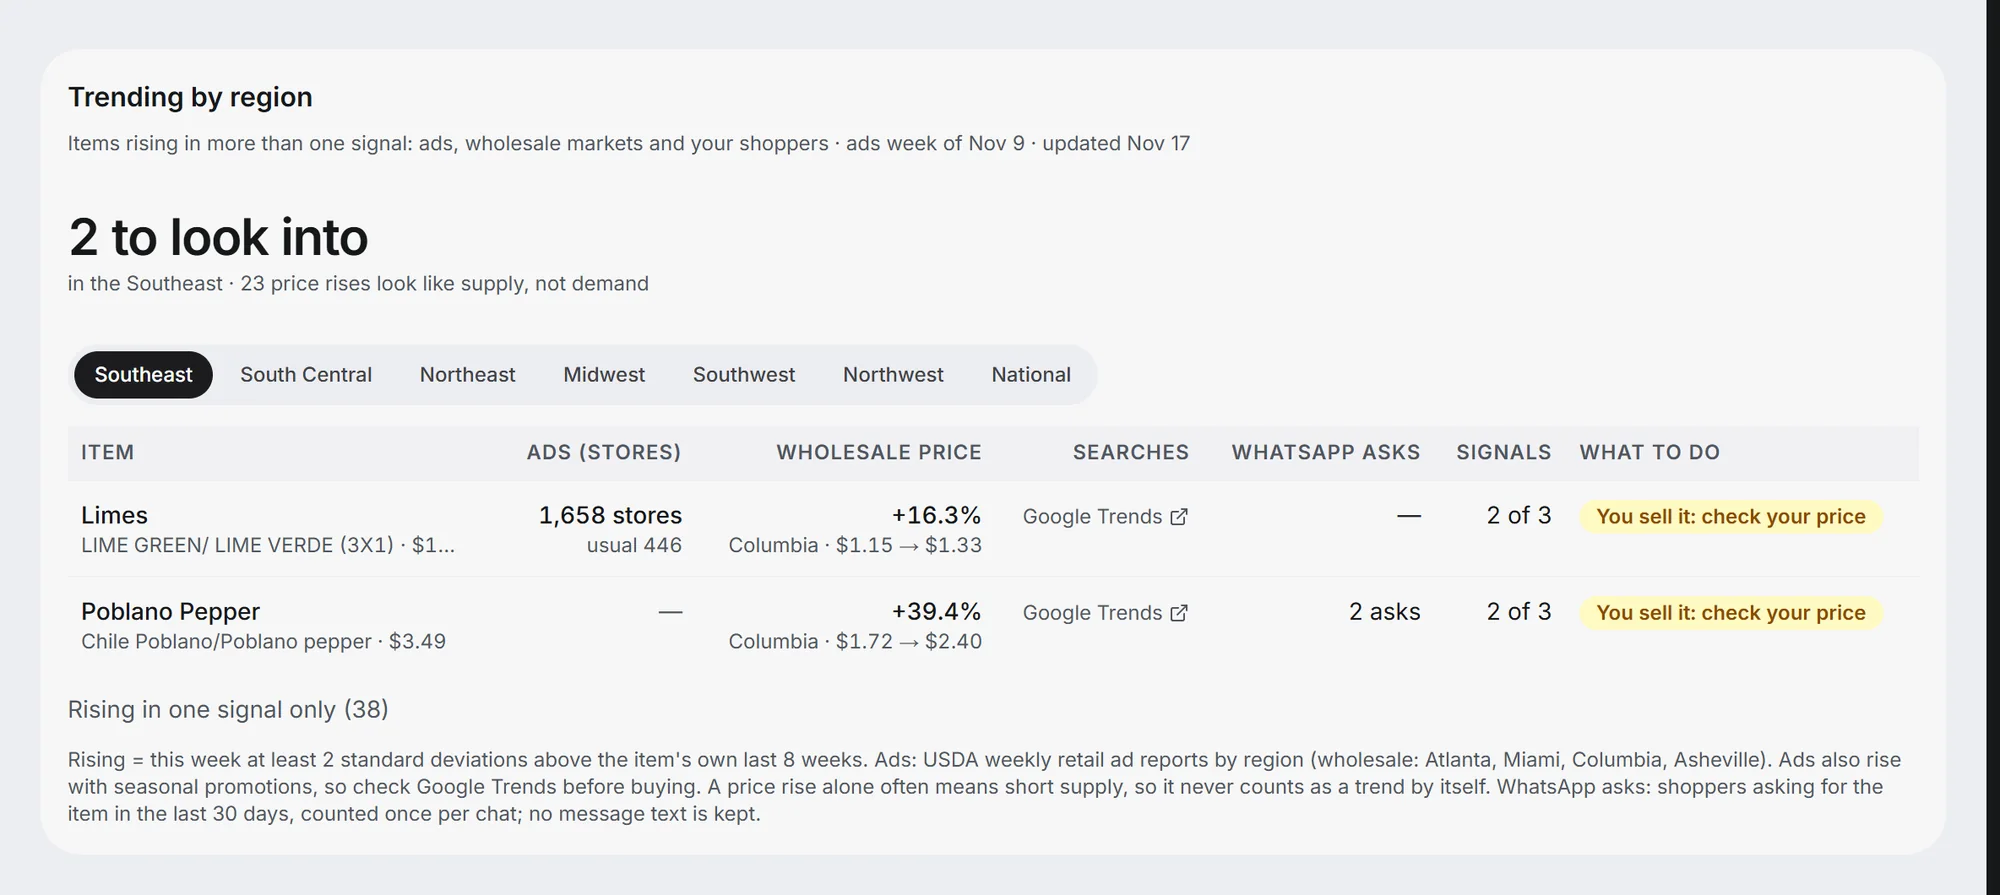 Trending by region
Items rising in more than one signal: ads, wholesale markets and your shoppers · ads week of Nov 9 · updated Nov 17
2 to look into
in the Southeast · 23 price rises look like supply, not demand
Southeast South Central Northeast Midwest Southwest Northwest National
ITEM ADS (STORES) WHOLESALE PRICE SEARCHES WHATSAPP ASKS SIGNALS WHAT TO DO
Limes 1,658 stores +16.3% Google Trends — 2 of 3 You sell it: check your price
LIME GREEN/ LIME VERDE (3X1) · $1... usual 446 Columbia · $1.15 → $1.33
Poblano Pepper — +39.4% Google Trends 2 asks 2 of 3 You sell it: check your price
Chile Poblano/Poblano pepper · $3.49 Columbia · $1.72 → $2.40
Rising in one signal only (38)
Rising = this week at least 2 standard deviations above the item's own last 8 weeks. Ads: USDA weekly retail ad reports by region (wholesale: Atlanta, Miami, Columbia, Asheville). Ads also rise
with seasonal promotions, so check Google Trends before buying. A price rise alone often means short supply, so it never counts as a trend by itself. WhatsApp asks: shoppers asking for the
item in the last 30 days, counted once per chat; no message text is kept.